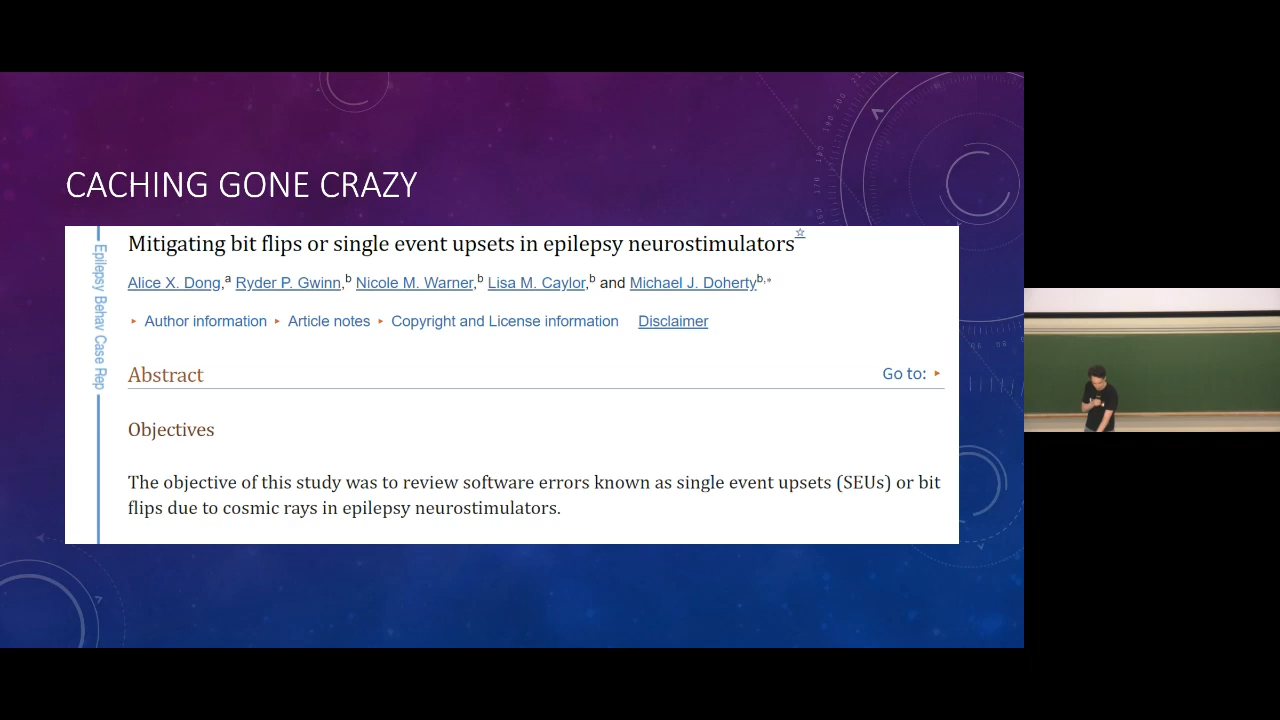 CACHING GONE CRAZY
Epilepsy Behav Case Rep
Mitigating bit flips or single event upsets in epilepsy neurostimulators☆
Alice X. Dong,a Ryder P. Gwinn,b Nicole M. Warner,b Lisa M. Caylor,b and Michael J. Doherty b,*
▸ Author information ▸ Article notes ▸ Copyright and License information Disclaimer
Abstract
Go to: ▸
Objectives
The objective of this study was to review software errors known as single event upsets (SEUs) or bit
flips due to cosmic rays in epilepsy neurostimulators.